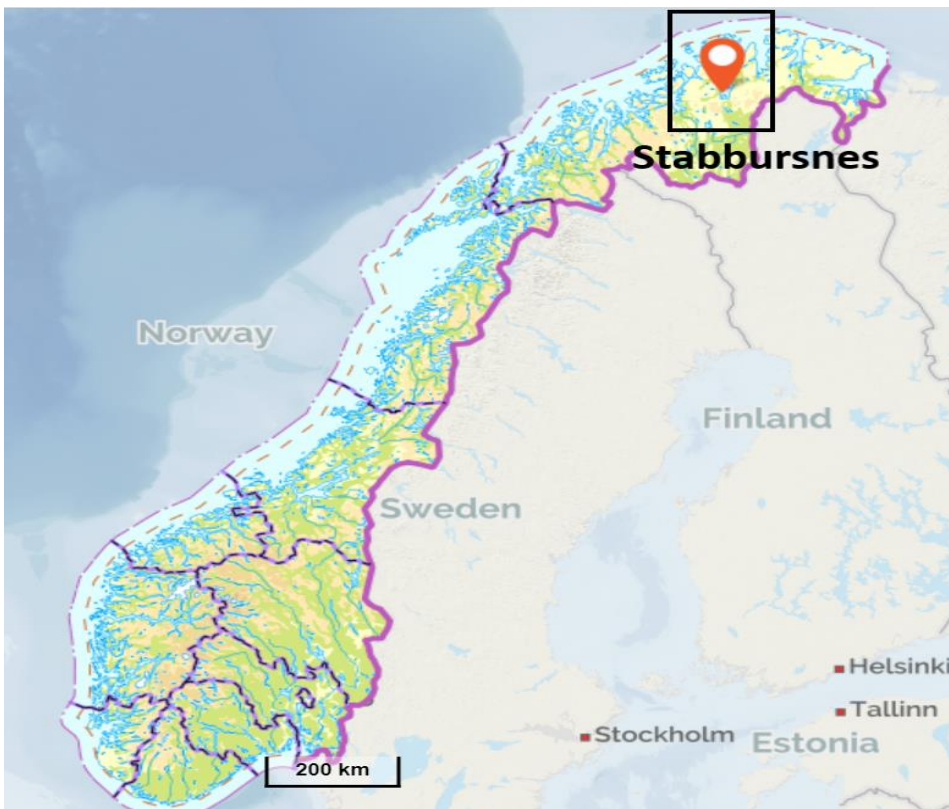 Stabbursnes
Norway
Finland
Sweden
Helsinki
Tallinn
Stockholm
Estonia
200 km